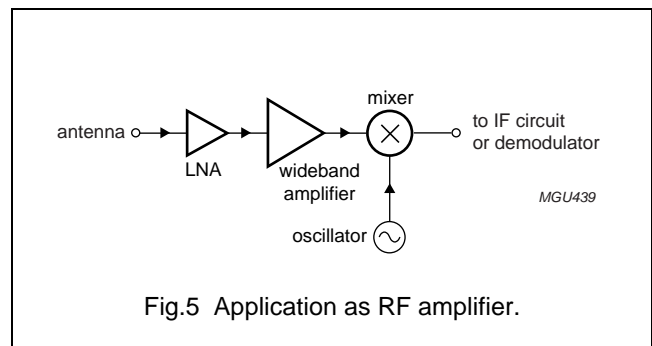 mixer
antenna
to IF circuit
or demodulator
LNA
wideband
amplifier
MGU439
oscillator
Fig.5 Application as RF amplifier.